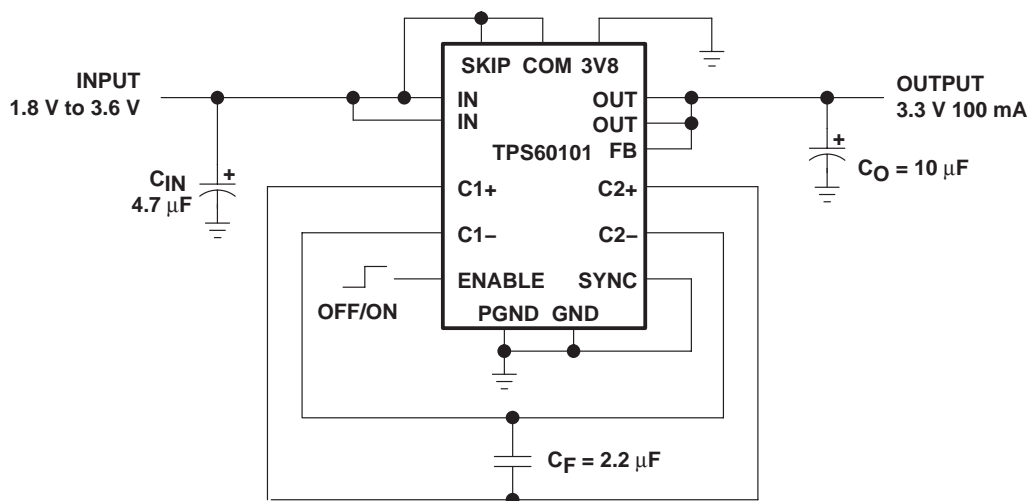 SKIP COM 3V8
INPUT
1.8 V to 3.6 V
IN
IN
OUT
OUT
FB
TPS60101
OUTPUT
3.3 V 100 mA
CIN
4.7 μF
+
+
CO = 10 μF
C1+
C2+
C1–
C2–
ENABLE
SYNC
OFF/ON
PGND GND
CF = 2.2 μF